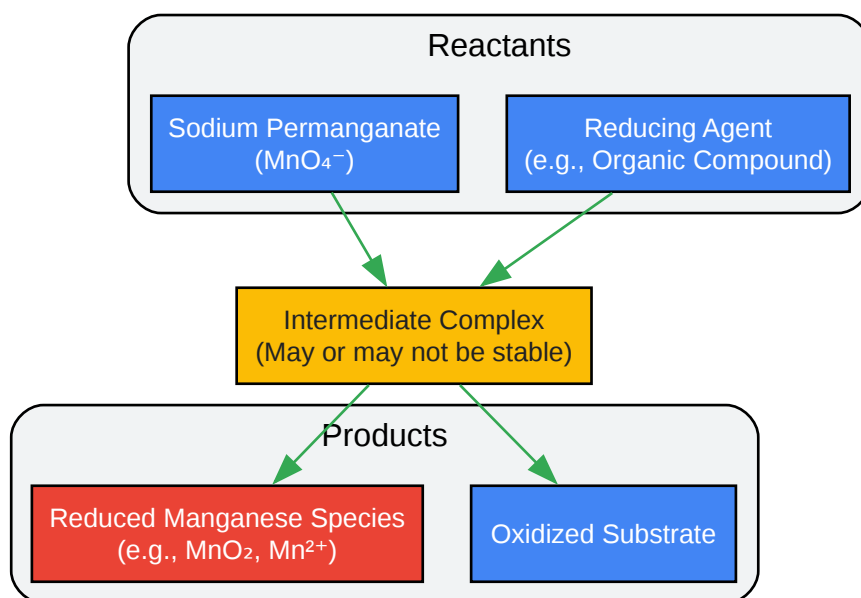 Reactants
Sodium Permanganate
(MnO₄⁻)
Reducing Agent
(e.g., Organic Compound)
Intermediate Complex
(May or may not be stable)
Products
Reduced Manganese Species
(e.g., MnO₂, Mn²⁺)
Oxidized Substrate